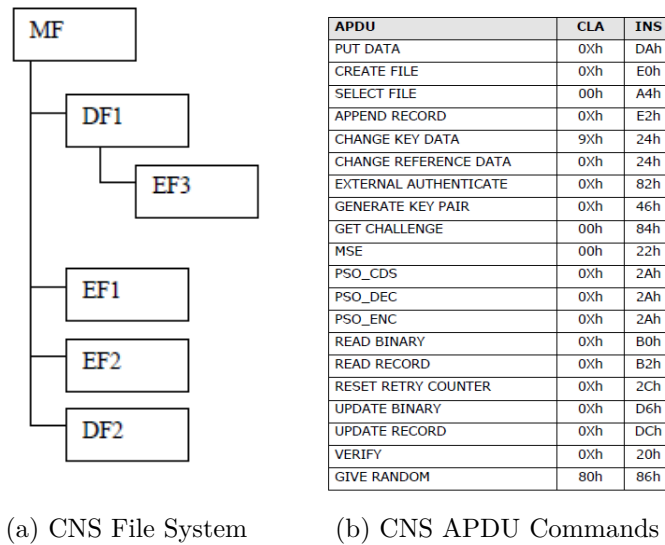 MF
DF1
EF3
EF1
EF2
DF2
APDU CLA INS
PUT DATA 0Xh DAh
CREATE FILE 0Xh E0h
SELECT FILE 00h A4h
APPEND RECORD 0Xh E2h
CHANGE KEY DATA 9Xh 24h
CHANGE REFERENCE DATA 0Xh 24h
EXTERNAL AUTHENTICATE 0Xh 82h
GENERATE KEY PAIR 0Xh 46h
GET CHALLENGE 00h 84h
MSE 00h 22h
PSO_CDS 0Xh 2Ah
PSO_DEC 0Xh 2Ah
PSO_ENC 0Xh 2Ah
READ BINARY 0Xh B0h
READ RECORD 0Xh B2h
RESET RETRY COUNTER 0Xh 2Ch
UPDATE BINARY 0Xh D6h
UPDATE RECORD 0Xh DCh
VERIFY 0Xh 20h
GIVE RANDOM 80h 86h
(a) CNS File System
(b) CNS APDU Commands